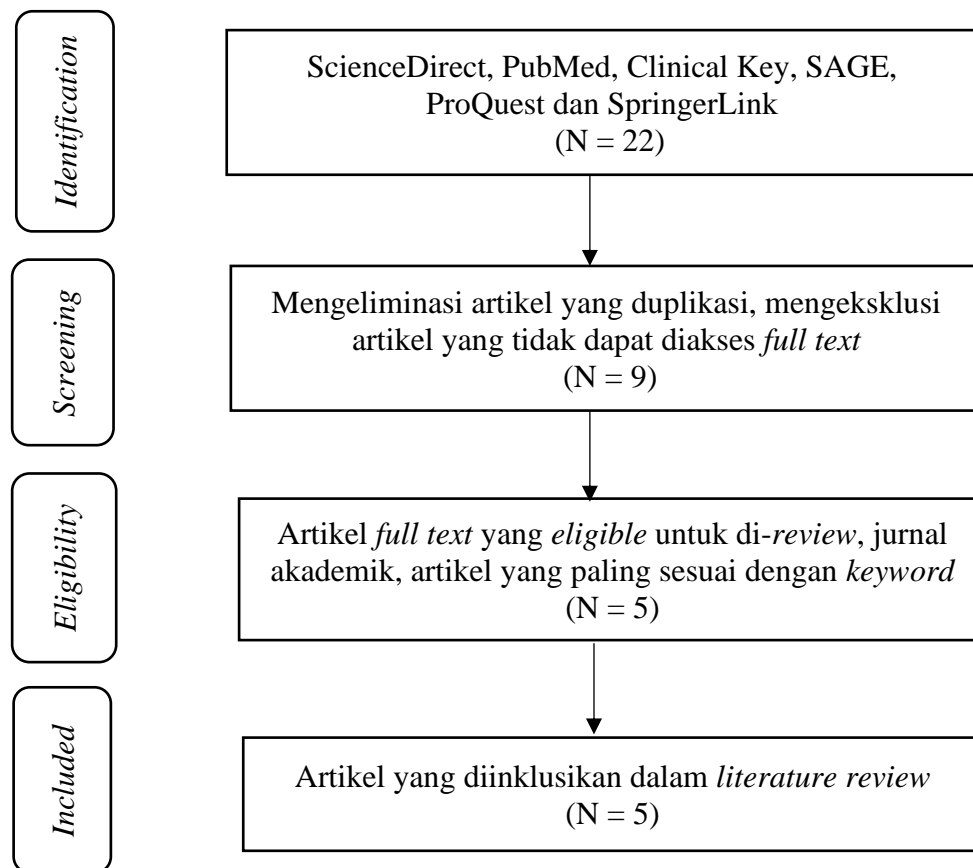 Identification
ScienceDirect, PubMed, Clinical Key, SAGE,
ProQuest dan SpringerLink
(N = 22)
Screening
Mengeliminasi artikel yang duplikasi, mengeksklusi
artikel yang tidak dapat diakses full text
(N = 9)
Eligibility
Artikel full text yang eligible untuk di-review, jurnal
akademik, artikel yang paling sesuai dengan keyword
(N = 5)
Included
Artikel yang diinklusikan dalam literature review
(N = 5)